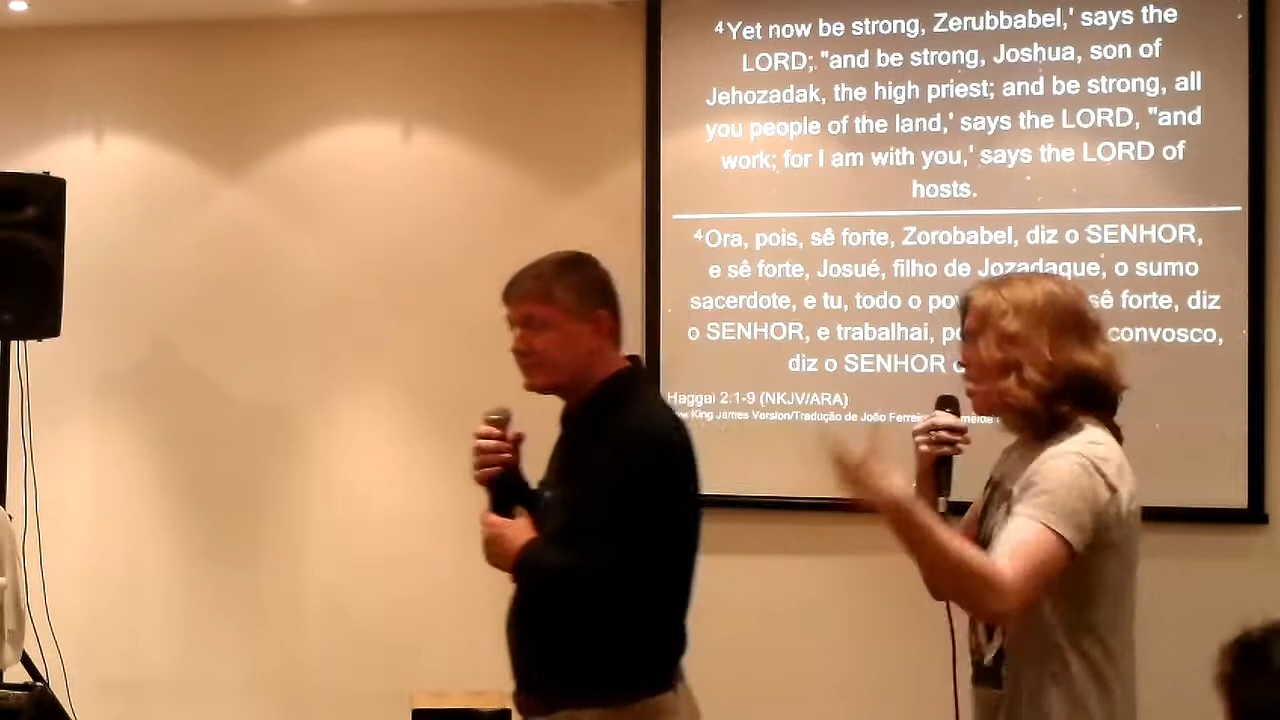 ⁴Yet now be strong, Zerubbabel,' says the
LORD; "and be strong, Joshua, son of
Jehozadak, the high priest; and be strong, all
you people of the land,' says the LORD, "and
work; for I am with you,' says the LORD of
hosts.
⁴Ora, pois, sê forte, Zorobabel, diz o SENHOR,
e sê forte, Josué, filho de Jozadaque, o sumo
sacerdote, e tu, todo o sê forte, diz
o SENHOR, e trabalhai, convosco,
diz o SENHOR
Haggai 2:1-9 (NKJV/ARA)
King James Version/Tradução de João